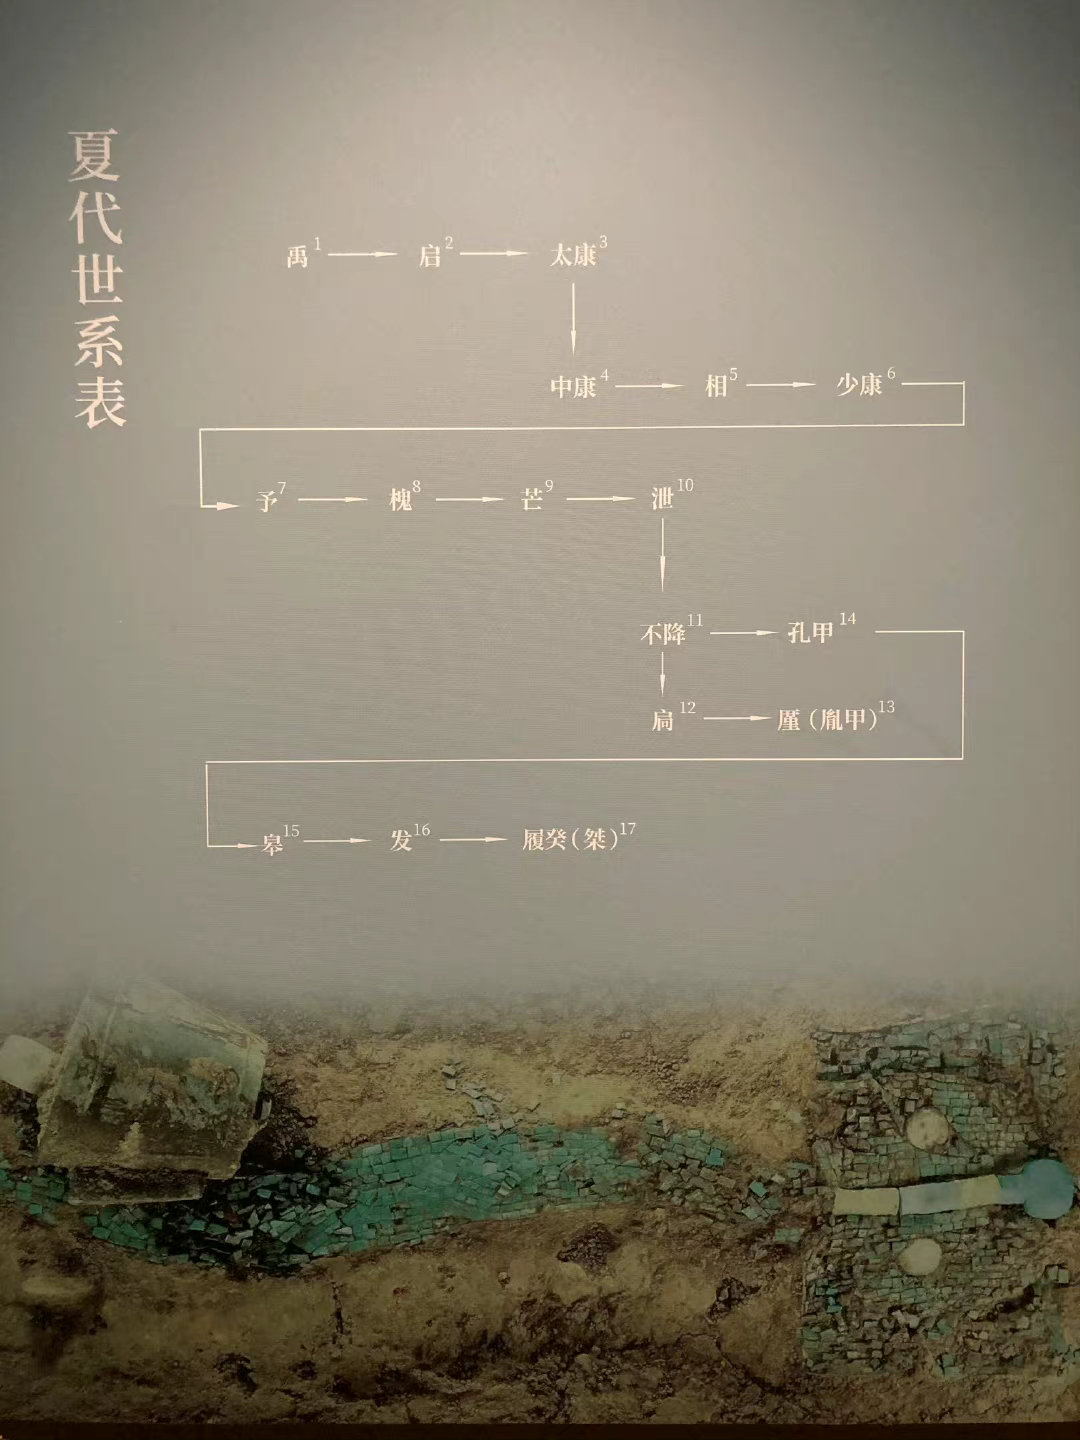 夏代世系表
禹1 启2 太康3
中康4 相5 少康6
予7 槐8 芒9 泄10
不降11 孔甲14
扃12 厪（胤甲）13
皋15 发16 履癸（桀）17